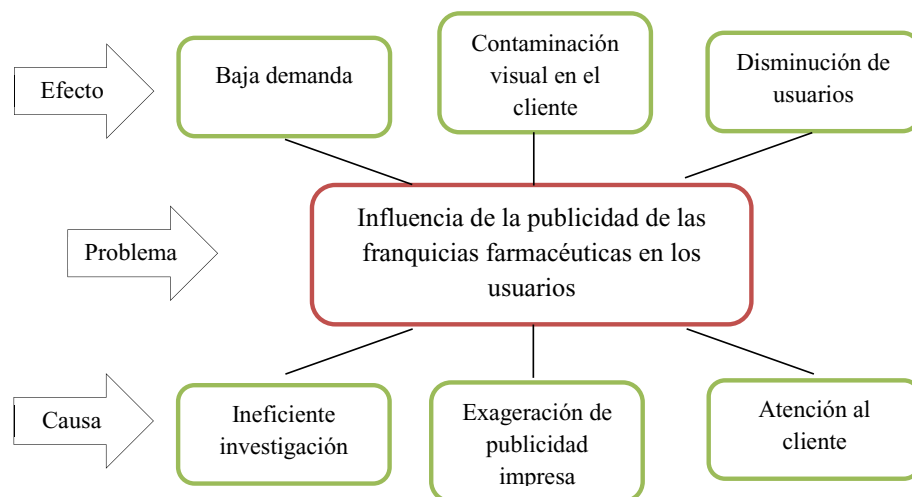 Efecto
Baja demanda
Contaminación
visual en el
cliente
Disminución de
usuarios
Problema
Influencia de la publicidad de las
franquicias farmacéuticas en los
usuarios
Causa
Ineficiente
investigación
Exageración de
publicidad
impresa
Atención al
cliente